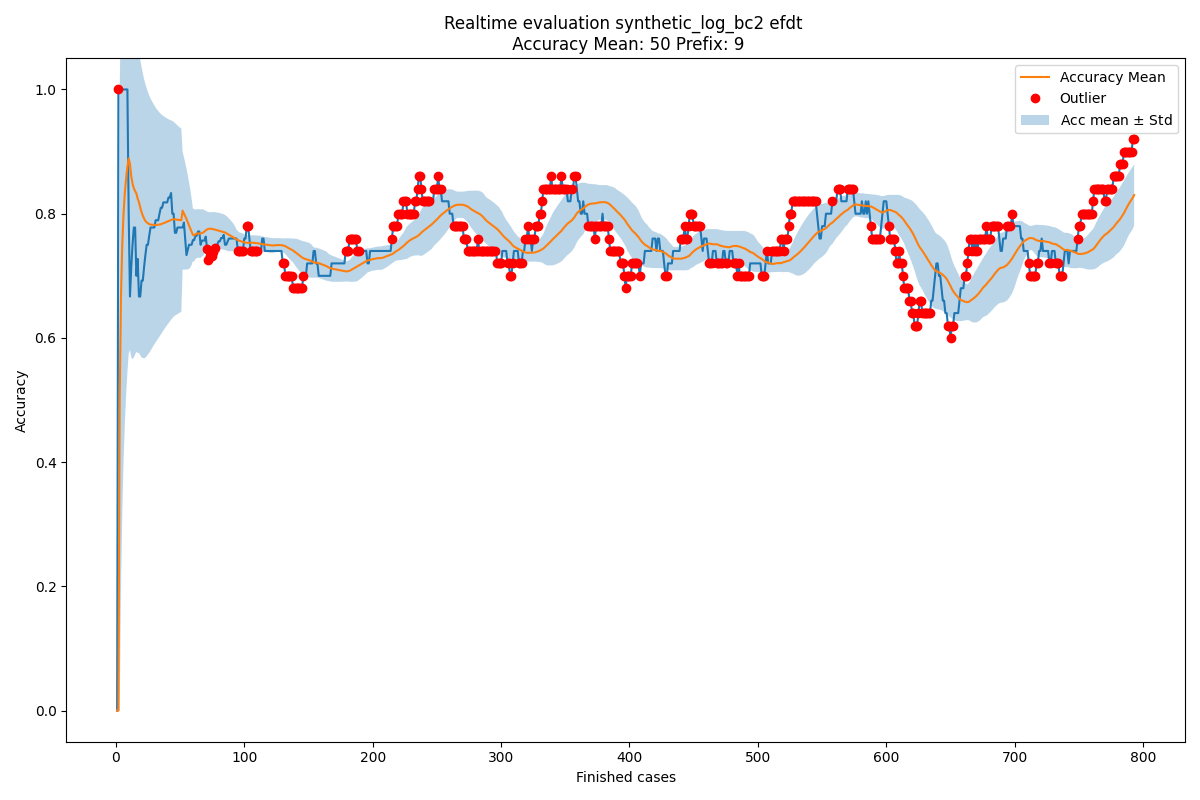 Realtime evaluation synthetic_log_bc2 efdt
Accuracy Mean: 50 Prefix: 9
Accuracy Mean
Outlier
Acc mean ± Std
Accuracy
1.0
0.8
0.6
0.4
0.2
0.0
0 100 200 300 400 500 600 700 800
Finished cases